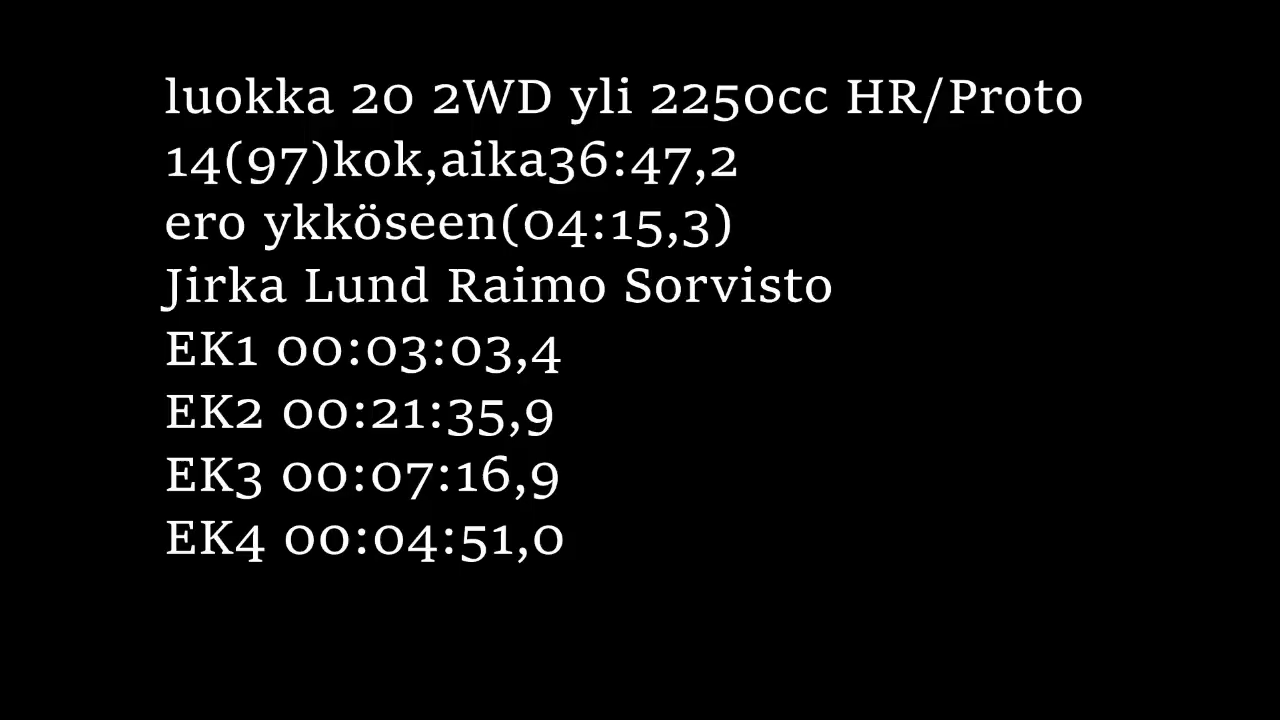 luokka 20 2WD yli 2250cc HR/Proto
14(97)kok,aika36:47,2
ero ykköseen(04:15,3)
Jirka Lund Raimo Sorvisto
EK1 00:03:03,4
EK2 00:21:35,9
EK3 00:07:16,9
EK4 00:04:51,0